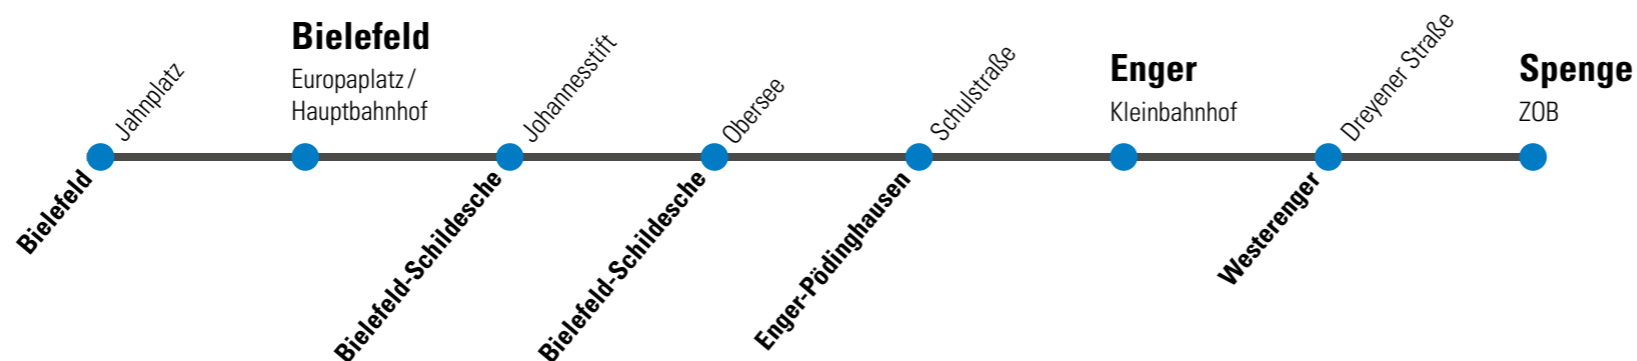 Jahnplatz
Bielefeld
Bielefeld
Europaplatz /
Hauptbahnhof
Johannesstift
Bielefeld-Schildesche
Obersee
Bielefeld-Schildesche
Schulstraße
Enger-Pödinghausen
Enger
Kleinbahnhof
Dreyener Straße
Westerenger
Spenge
ZOB